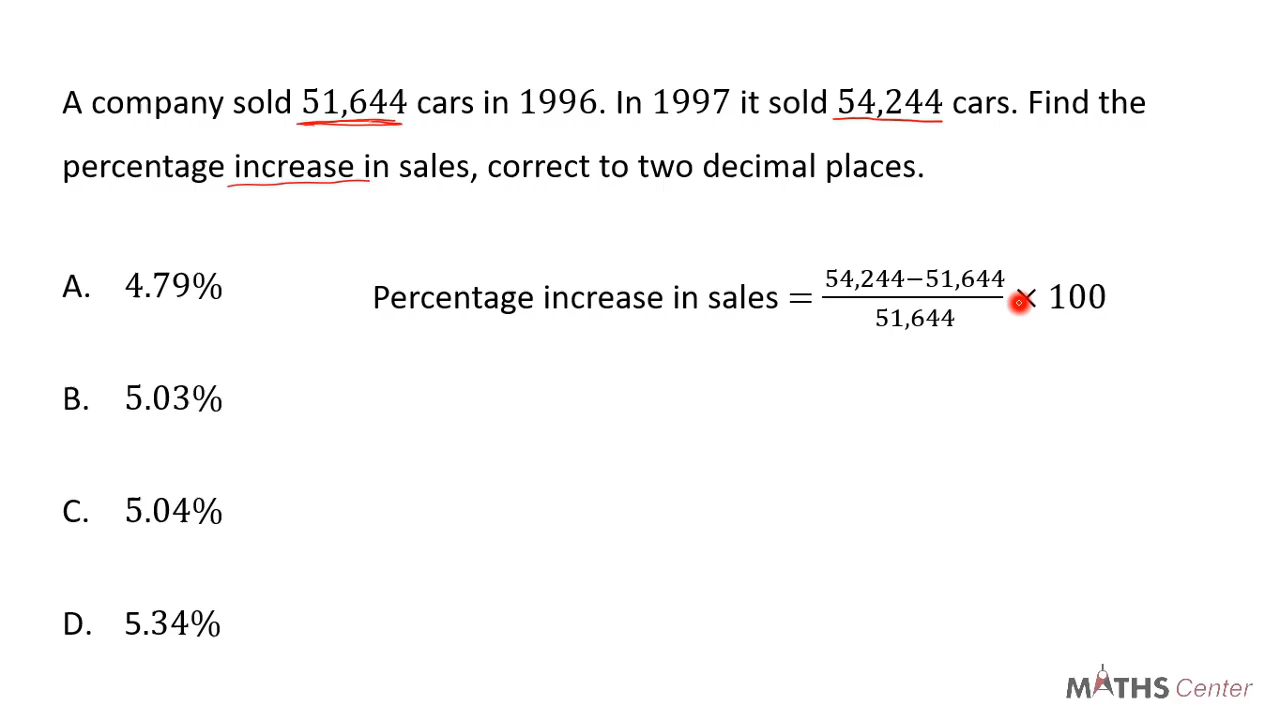 A company sold 51,644 cars in 1996. In 1997 it sold 54,244 cars. Find the
percentage increase in sales, correct to two decimal places.
A. 4.79%
Percentage increase in sales = (54,244−51,644)/51,644 × 100
B. 5.03%
C. 5.04%
D. 5.34%
MATHS Center